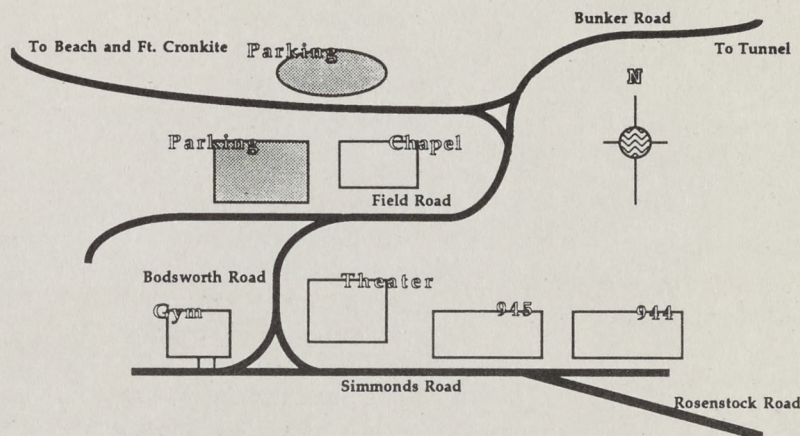 Bunker Road
To Beach and Ft. Cronkite
Parking
To Tunnel
N
Parking
Chapel
Field Road
Bodsworth Road
Theater
Gym
945
944
Simmonds Road
Rosenstock Road